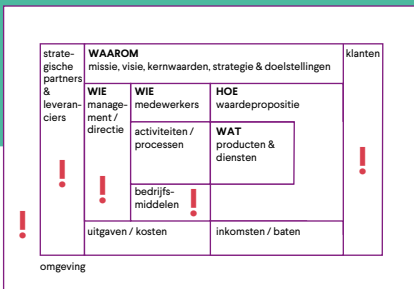 strate-
gische
partners
&
leveran-
ciers
WAAROM
missie, visie, kernwaarden, strategie & doelstellingen
klanten
WIE
manage-
ment /
directie
WIE
medewerkers
HOE
waardepropositie
activiteiten /
processen
WAT
producten &
diensten
!
!
!
bedrijfs-
middelen
!
!
uitgaven / kosten
inkomsten / baten
omgeving